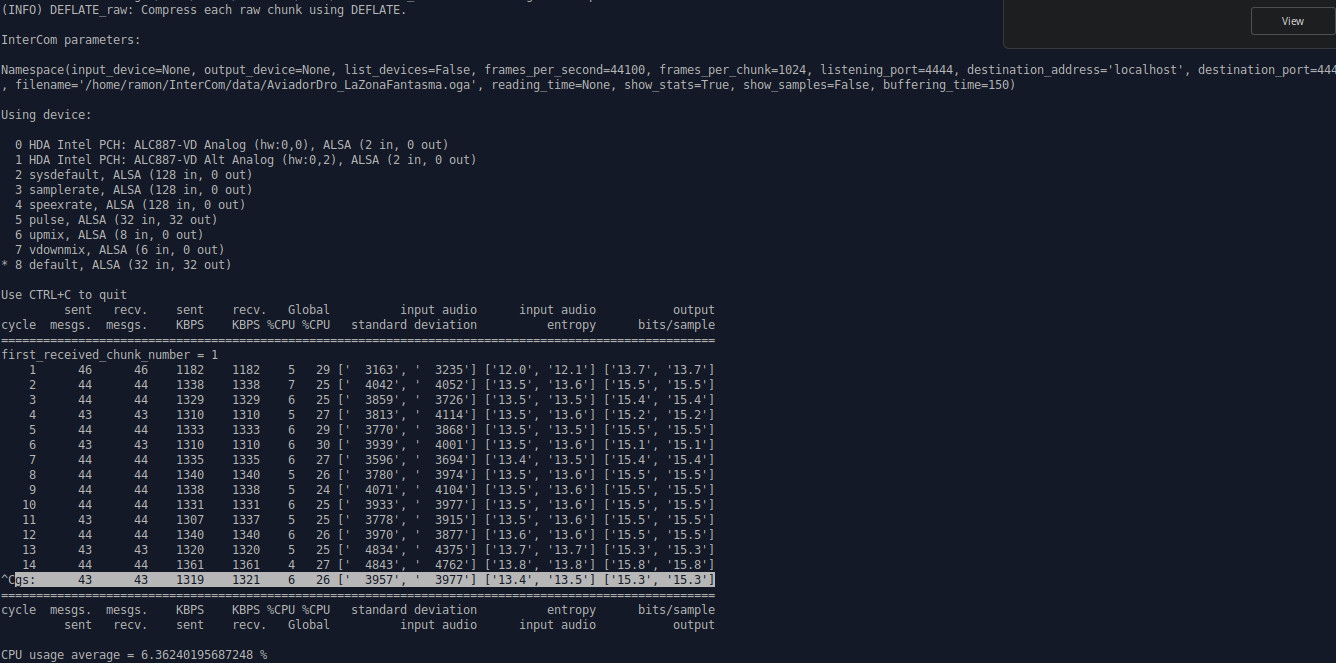 (INFO) DEFLATE_raw: Compress each raw chunk using DEFLATE.
View
InterCom parameters:
Namespace(input_device=None, output_device=None, list_devices=False, frames_per_second=44100, frames_per_chunk=1024, listening_port=4444, destination_address='localhost', destination_port=444
, filename='/home/ramon/InterCom/data/AviadorDro_LaZonaFantasma.oga', reading_time=None, show_stats=True, show_samples=False, buffering_time=150)
Using device:
0 HDA Intel PCH: ALC887-VD Analog (hw:0,0), ALSA (2 in, 0 out)
1 HDA Intel PCH: ALC887-VD Alt Analog (hw:0,2), ALSA (2 in, 0 out)
2 sysdefault, ALSA (128 in, 0 out)
3 samplerate, ALSA (128 in, 0 out)
4 speexrate, ALSA (128 in, 0 out)
5 pulse, ALSA (32 in, 32 out)
6 upmix, ALSA (8 in, 0 out)
7 vdownmix, ALSA (6 in, 0 out)
* 8 default, ALSA (32 in, 32 out)
Use CTRL+C to quit
sent recv. sent recv. Global input audio input audio output
cycle mesgs. mesgs. KBPS KBPS %CPU %CPU standard deviation entropy bits/sample
======================================================================================================
first_received_chunk_number = 1
1 46 46 1182 1182 5 29 [' 3163', ' 3235'] ['12.0', '12.1'] ['13.7', '13.7']
2 44 44 1338 1338 7 25 [' 4042', ' 4052'] ['13.5', '13.6'] ['15.5', '15.5']
3 44 44 1329 1329 6 25 [' 3859', ' 3726'] ['13.5', '13.5'] ['15.4', '15.4']
4 43 43 1310 1310 5 27 [' 3813', ' 4114'] ['13.5', '13.6'] ['15.2', '15.2']
5 44 44 1333 1333 6 29 [' 3770', ' 3868'] ['13.5', '13.5'] ['15.5', '15.5']
6 43 43 1310 1310 6 30 [' 3939', ' 4001'] ['13.5', '13.6'] ['15.1', '15.1']
7 44 44 1335 1335 6 27 [' 3596', ' 3694'] ['13.4', '13.5'] ['15.4', '15.4']
8 44 44 1340 1340 5 26 [' 3780', ' 3974'] ['13.5', '13.6'] ['15.5', '15.5']
9 44 44 1338 1338 5 24 [' 4071', ' 4104'] ['13.5', '13.6'] ['15.5', '15.5']
10 44 44 1331 1331 6 25 [' 3933', ' 3977'] ['13.5', '13.6'] ['15.5', '15.5']
11 43 44 1307 1337 5 25 [' 3778', ' 3915'] ['13.5', '13.6'] ['15.5', '15.5']
12 44 44 1340 1340 6 26 [' 3970', ' 3877'] ['13.6', '13.6'] ['15.5', '15.5']
13 43 43 1320 1320 5 25 [' 4834', ' 4375'] ['13.7', '13.7'] ['15.3', '15.3']
14 44 44 1361 1361 4 27 [' 4843', ' 4762'] ['13.8', '13.8'] ['15.8', '15.8']
^Cgs: 43 43 1319 1321 6 26 [' 3957', ' 3977'] ['13.4', '13.5'] ['15.3', '15.3']
======================================================================================================
cycle mesgs. mesgs. KBPS KBPS %CPU %CPU standard deviation entropy bits/sample
sent recv. sent recv. Global input audio input audio output
CPU usage average = 6.36240195687248 %